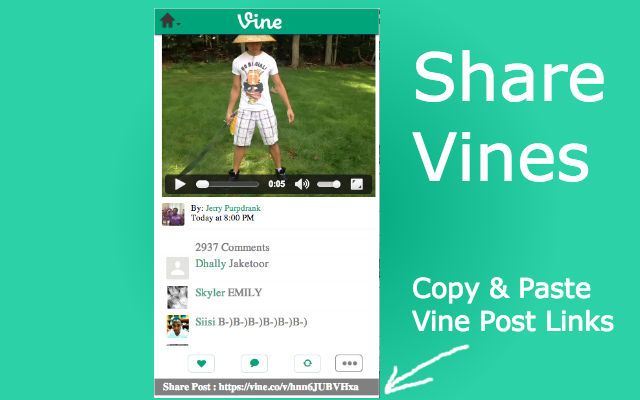 Vine
0:05
By: Jerry Purpdrank
Today at 8:00 PM
2937 Comments
Dhally Jaketoor
Skyler EMILY
Siisi B-)B-)B-)B-)B-)B-)
Share Post : https://vine.co/v/hnn6JUBVHxa
Share
Vines
Copy & Paste
Vine Post Links